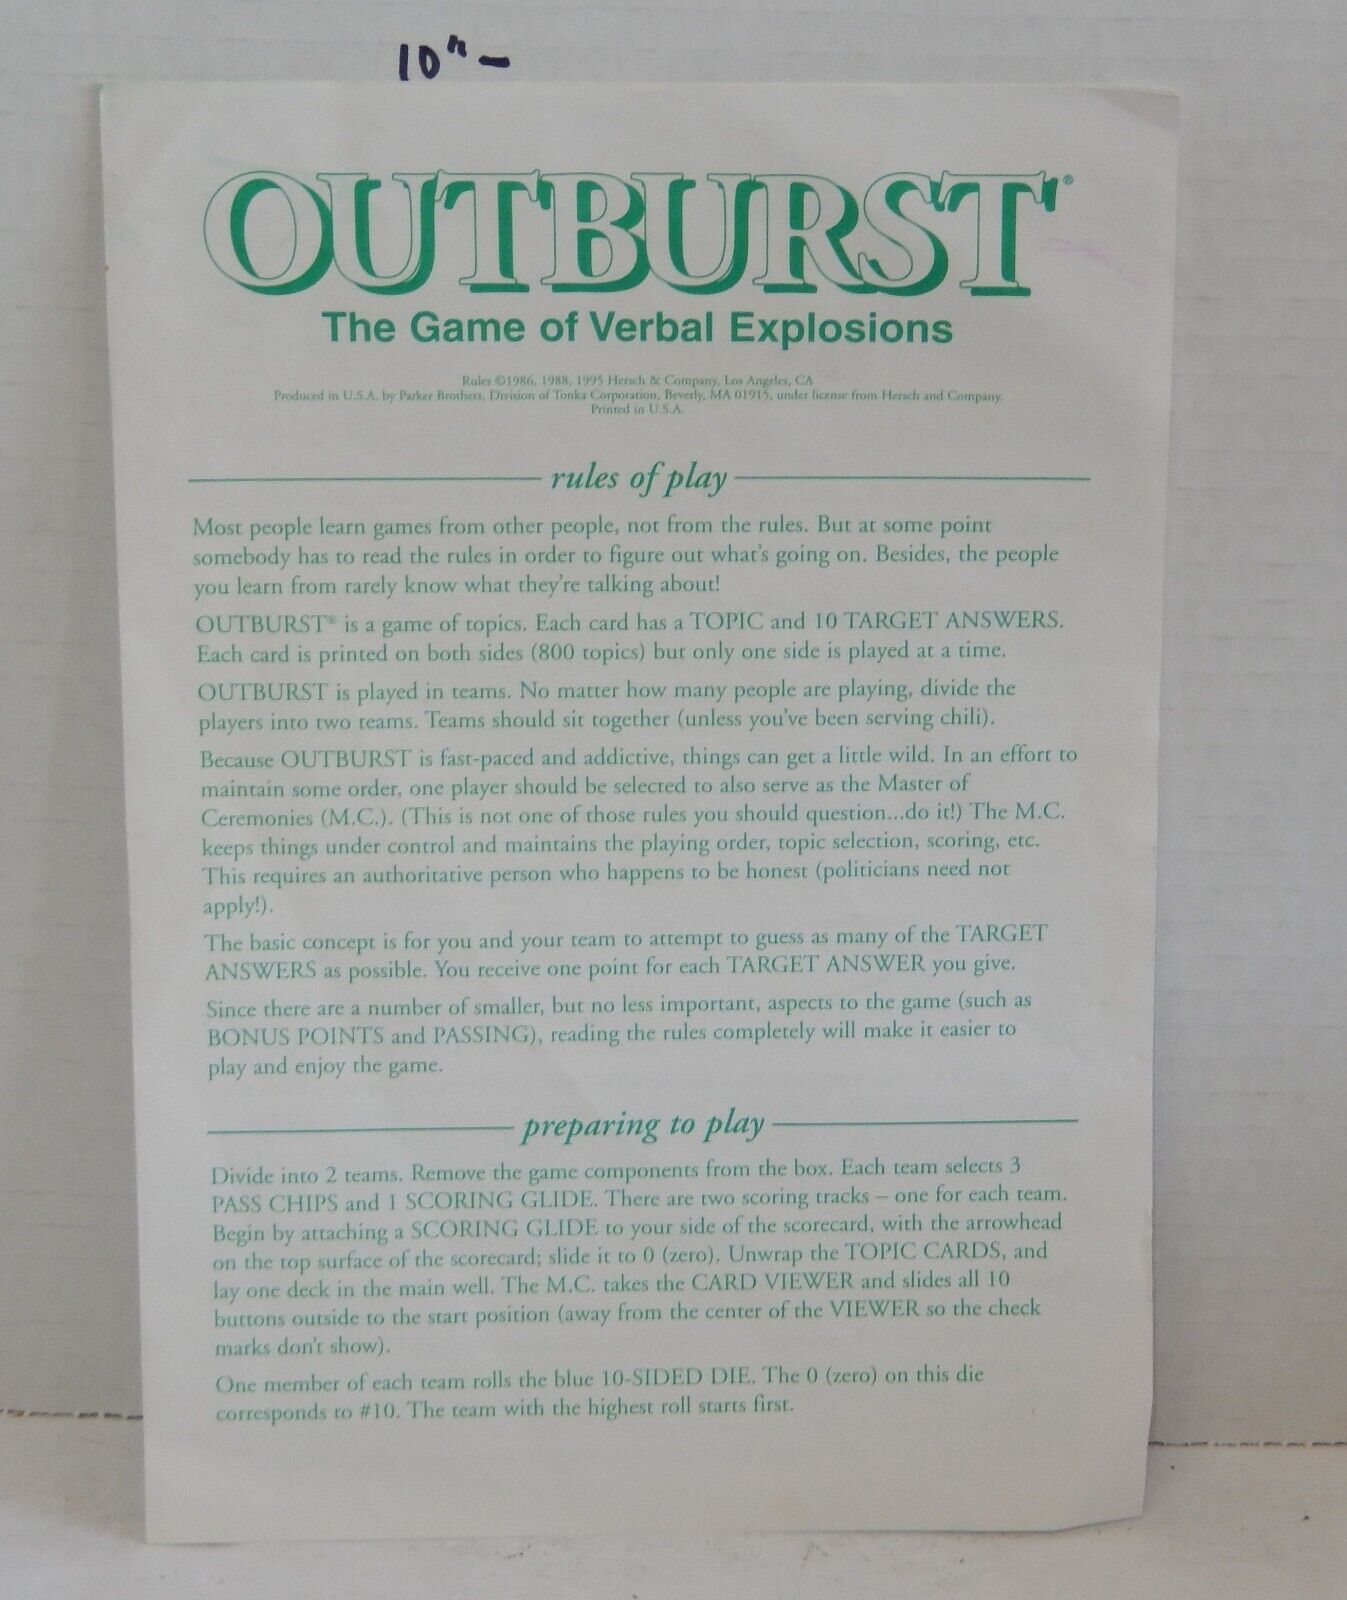 10"-
OUTBURST®
The Game of Verbal Explosions
Rules ©1986, 1988, 1995 Hersch & Company, Los Angeles, CA
Produced in U.S.A. by Parker Brothers, Division of Tonka Corporation, Beverly, MA 01915, under license from Hersch and Company.
Printed in U.S.A.
rules of play
Most people learn games from other people, not from the rules. But at some point
somebody has to read the rules in order to figure out what's going on. Besides, the people
you learn from rarely know what they're talking about!
OUTBURST® is a game of topics. Each card has a TOPIC and 10 TARGET ANSWERS.
Each card is printed on both sides (800 topics) but only one side is played at a time.
OUTBURST is played in teams. No matter how many people are playing, divide the
players into two teams. Teams should sit together (unless you've been serving chili).
Because OUTBURST is fast-paced and addictive, things can get a little wild. In an effort to
maintain some order, one player should be selected to also serve as the Master of
Ceremonies (M.C.). (This is not one of those rules you should question...do it!) The M.C.
keeps things under control and maintains the playing order, topic selection, scoring, etc.
This requires an authoritative person who happens to be honest (politicians need not
apply!).
The basic concept is for you and your team to attempt to guess as many of the TARGET
ANSWERS as possible. You receive one point for each TARGET ANSWER you give.
Since there are a number of smaller, but no less important, aspects to the game (such as
BONUS POINTS and PASSING), reading the rules completely will make it easier to
play and enjoy the game.
preparing to play
Divide into 2 teams. Remove the game components from the box. Each team selects 3
PASS CHIPS and 1 SCORING GLIDE. There are two scoring tracks – one for each team.
Begin by attaching a SCORING GLIDE to your side of the scorecard, with the arrowhead
on the top surface of the scorecard; slide it to 0 (zero). Unwrap the TOPIC CARDS, and
lay one deck in the main well. The M.C. takes the CARD VIEWER and slides all 10
buttons outside to the start position (away from the center of the VIEWER so the check
marks don't show).
One member of each team rolls the blue 10-SIDED DIE. The 0 (zero) on this die
corresponds to #10. The team with the highest roll starts first.